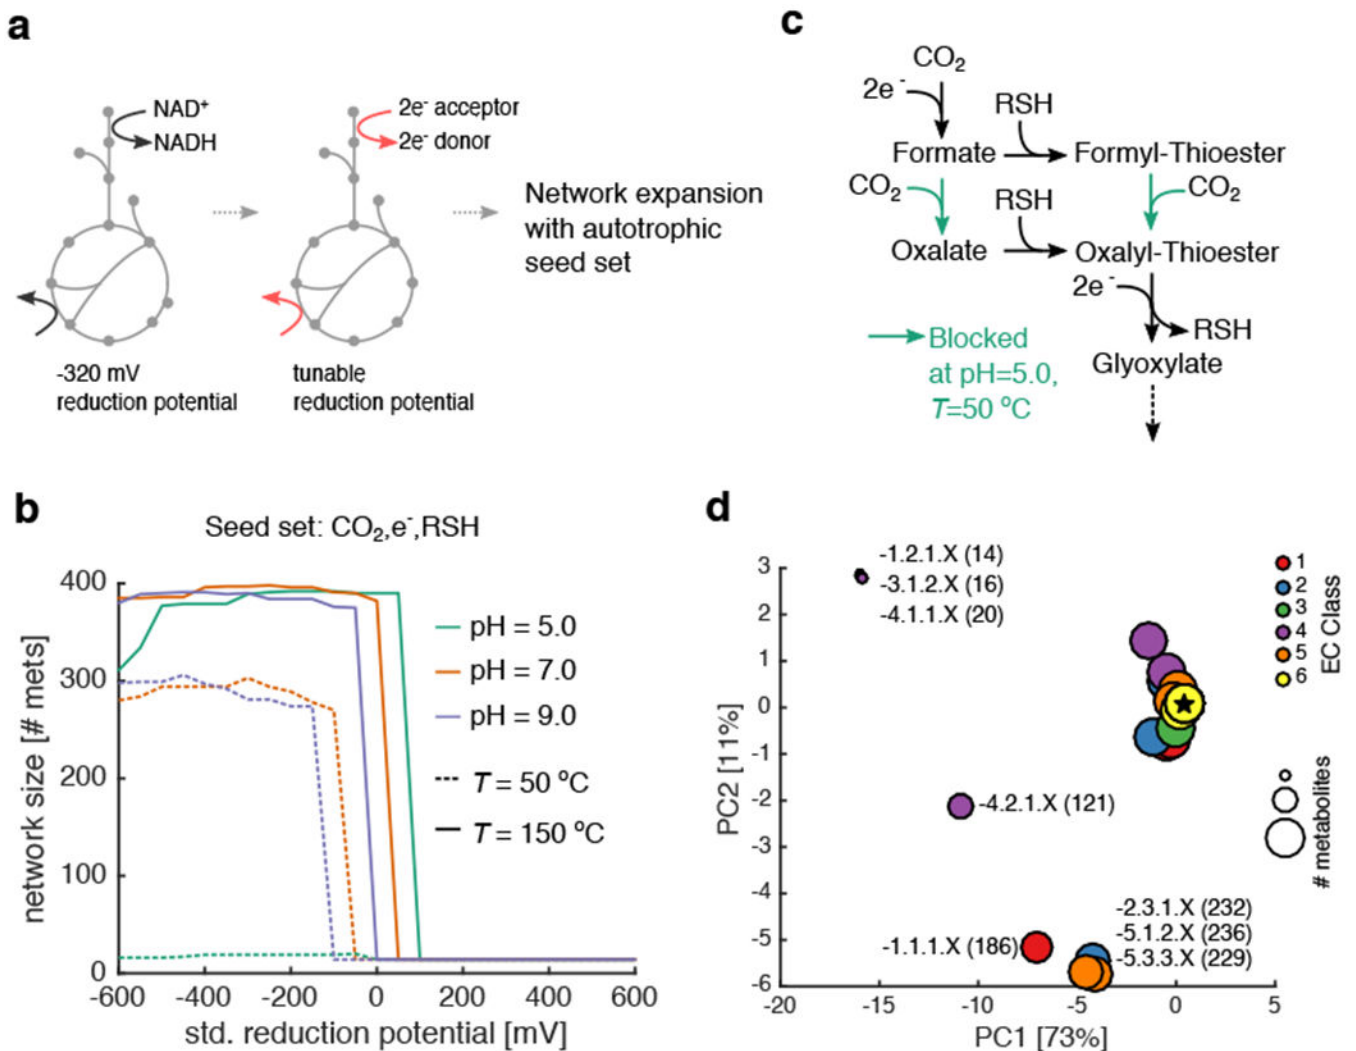 a
NAD⁺
NADH
2e⁻ acceptor
2e⁻ donor
Network expansion
with autotrophic
seed set
-320 mV
reduction potential
tunable
reduction potential
c
CO₂
2e⁻
RSH
Formate
Formyl-Thioester
CO₂
RSH
CO₂
Oxalate
Oxalyl-Thioester
2e⁻
RSH
Glyoxylate
Blocked
at pH=5.0,
T=50 ºC
b
Seed set: CO₂,e⁻,RSH
network size [# mets]
400
300
200
100
0
-600
-400
-200
0
200
400
600
std. reduction potential [mV]
pH = 5.0
pH = 7.0
pH = 9.0
T = 50 ºC
T = 150 ºC
d
PC2 [11%]
3
2
1
0
-1
-2
-3
-4
-5
-6
-20
-15
-10
-5
0
5
PC1 [73%]
-1.2.1.X (14)
-3.1.2.X (16)
-4.1.1.X (20)
-4.2.1.X (121)
-1.1.1.X (186)
-2.3.1.X (232)
-5.1.2.X (236)
-5.3.3.X (229)
1
2
3
4
5
6
EC Class
# metabolites